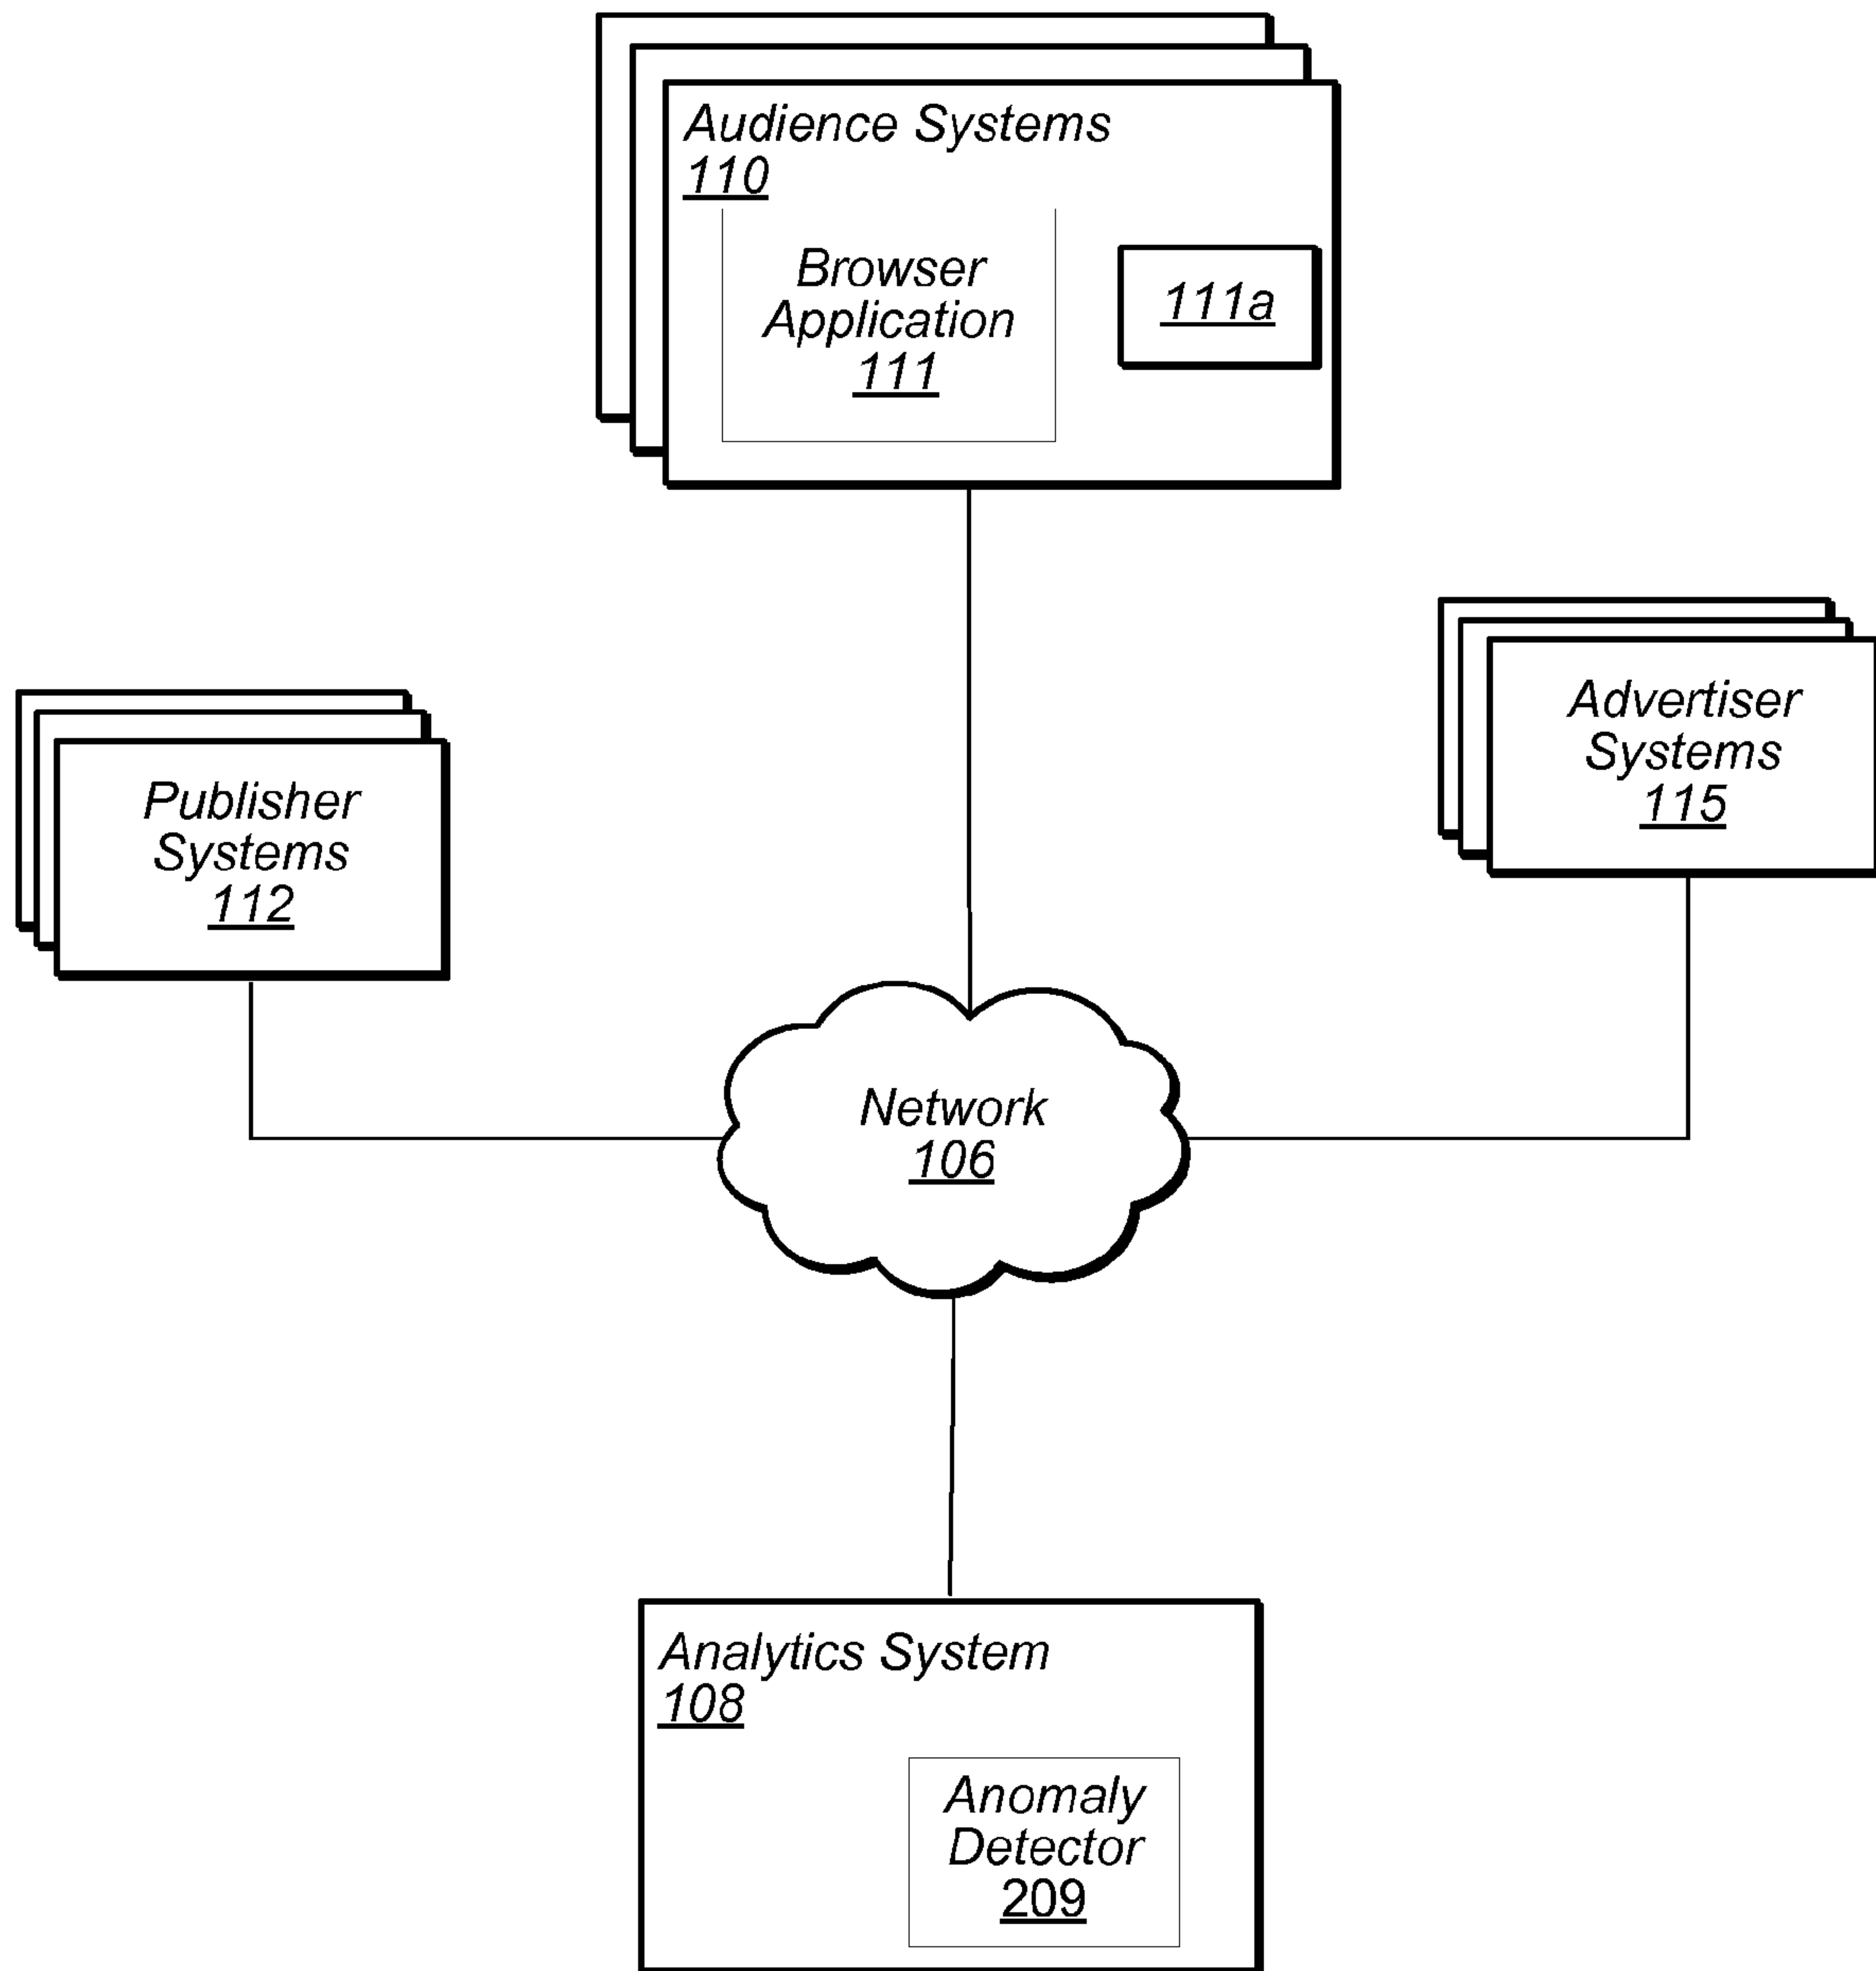 Audience Systems
110
Browser
Application
111
111a
Advertiser
Systems
115
Publisher
Systems
112
Network
106
Analytics System
108
Anomaly
Detector
209